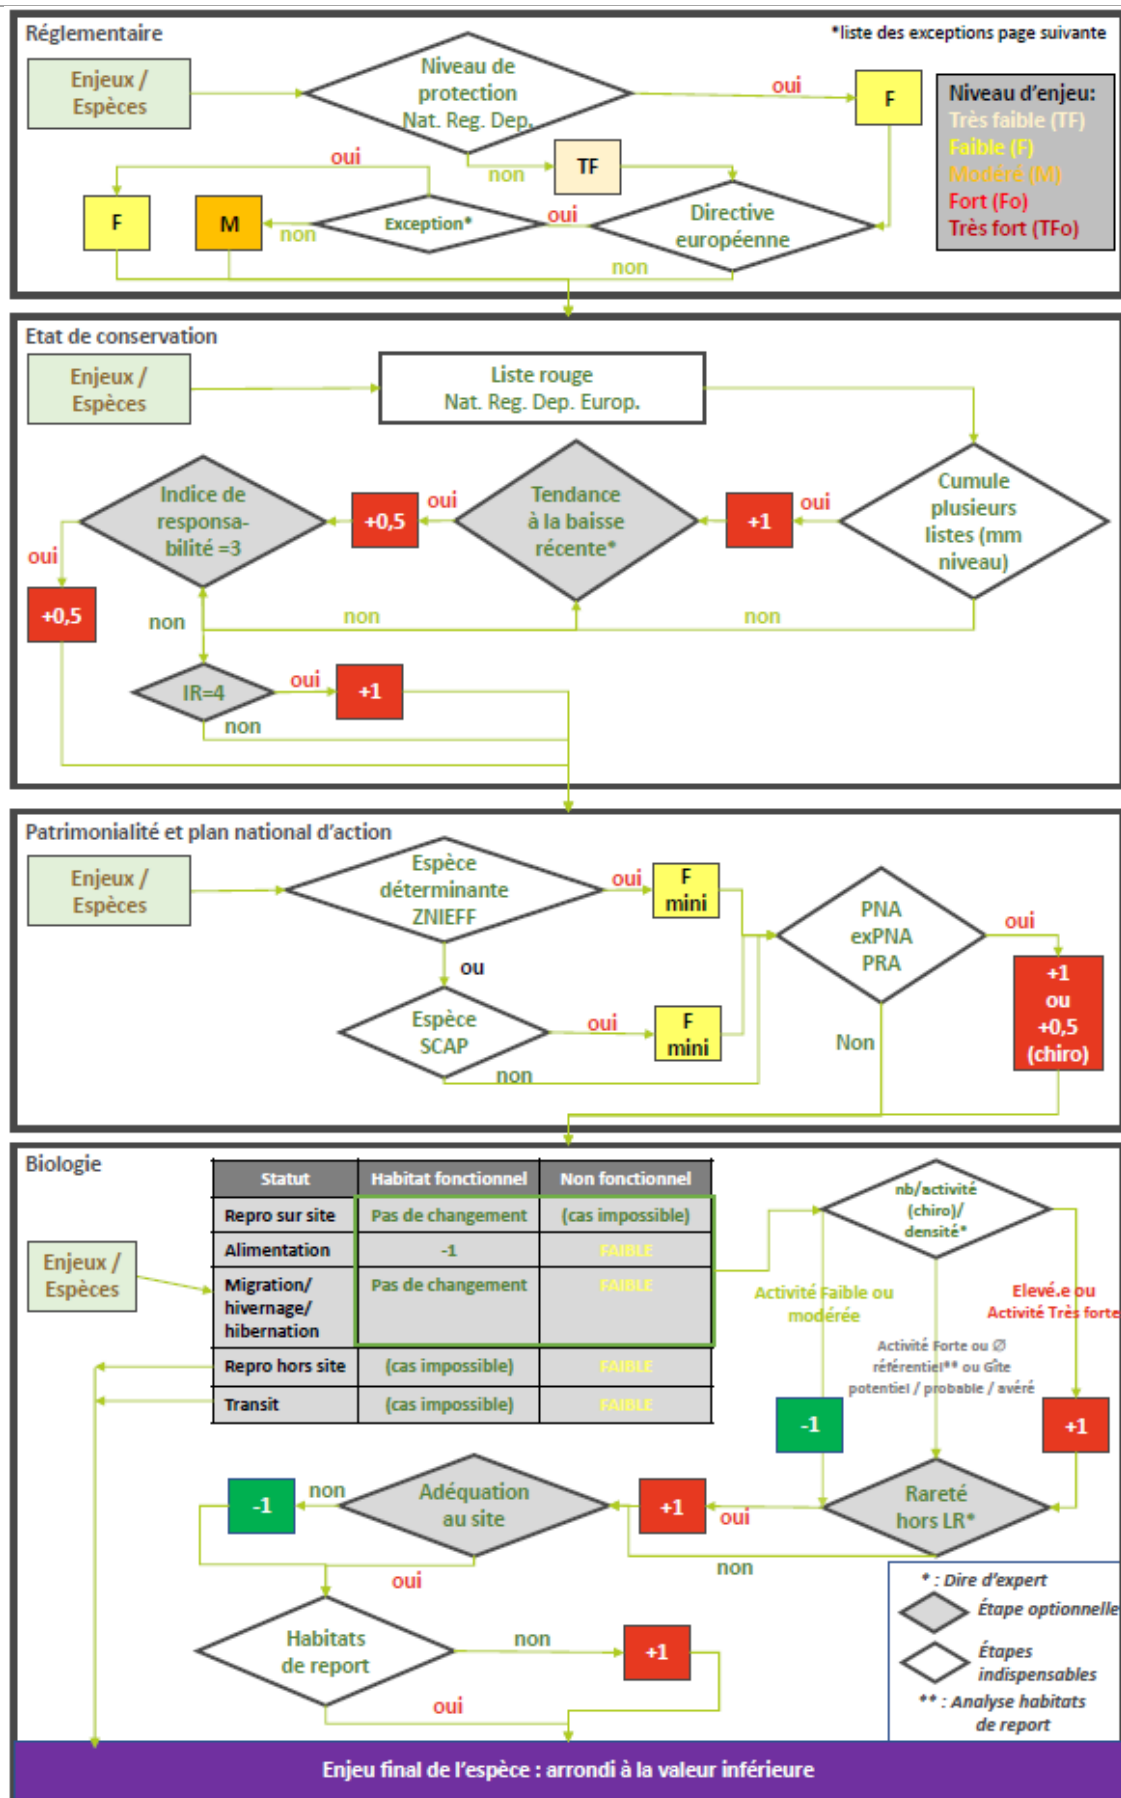 Réglementaire
*liste des exceptions page suivante
Enjeux /
Espèces
Niveau de
protection
Nat. Reg. Dep.
oui
F
Niveau d'enjeu:
Très faible (TF)
Faible (F)
Modéré (M)
Fort (Fo)
Très fort (TFo)
oui
non
TF
F
M
non
Exception*
oui
Directive
européenne
non
Etat de conservation
Enjeux /
Espèces
Liste rouge
Nat. Reg. Dep. Europ.
Indice de
responsa-
bilité =3
+0,5
oui
Tendance
à la baisse
récente*
+1
oui
Cumule
plusieurs
listes (mm
niveau)
oui
+0,5
non
non
non
IR=4
oui
+1
non
Patrimonialité et plan national d'action
Enjeux /
Espèces
Espèce
déterminante
ZNIEFF
oui
F
mini
PNA
exPNA
PRA
oui
ou
+1
ou
+0,5
(chiro)
Espèce
SCAP
oui
F
mini
Non
non
Biologie
Statut
Habitat fonctionnel
Non fonctionnel
Repro sur site
Pas de changement
(cas impossible)
Alimentation
-1
FAIBLE
Migration/
hivernage/
hibernation
Pas de changement
FAIBLE
Repro hors site
(cas impossible)
FAIBLE
Transit
(cas impossible)
FAIBLE
Enjeux /
Espèces
nb/activité
(chiro)/
densité*
Activité Faible ou
modérée
Elevé.e ou
Activité Très forte
Activité Forte ou Ø
référentiel** ou Gîte
potentiel / probable / avéré
-1
+1
-1
non
Adéquation
au site
+1
oui
Rareté
hors LR*
non
oui
Habitats
de report
non
+1
oui
* : Dire d'expert
Étape optionnelle
Étapes
indispensables
** : Analyse habitats
de report
Enjeu final de l'espèce : arrondi à la valeur inférieure